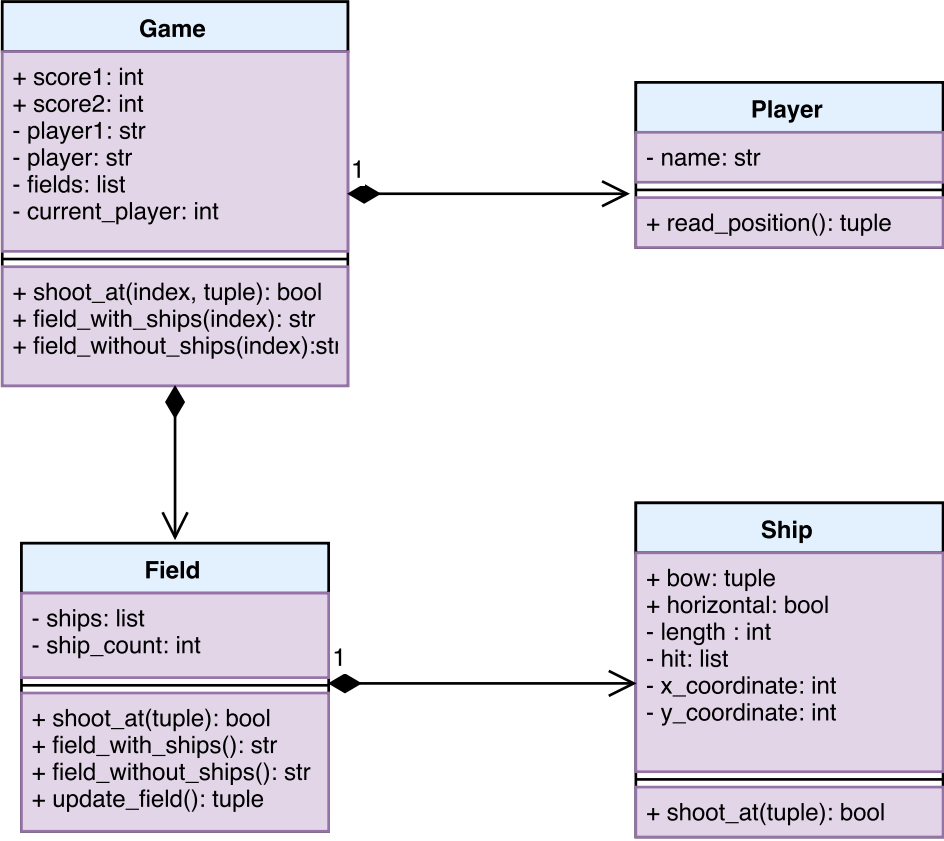 Game
+ score1: int
+ score2: int
- player1: str
- player: str
- fields: list
- current_player: int
+ shoot_at(index, tuple): bool
+ field_with_ships(index): str
+ field_without_ships(index):str
1
Player
- name: str
+ read_position(): tuple
Field
- ships: list
- ship_count: int
+ shoot_at(tuple): bool
+ field_with_ships(): str
+ field_without_ships(): str
+ update_field(): tuple
1
Ship
+ bow: tuple
+ horizontal: bool
- length : int
- hit: list
- x_coordinate: int
- y_coordinate: int
+ shoot_at(tuple): bool